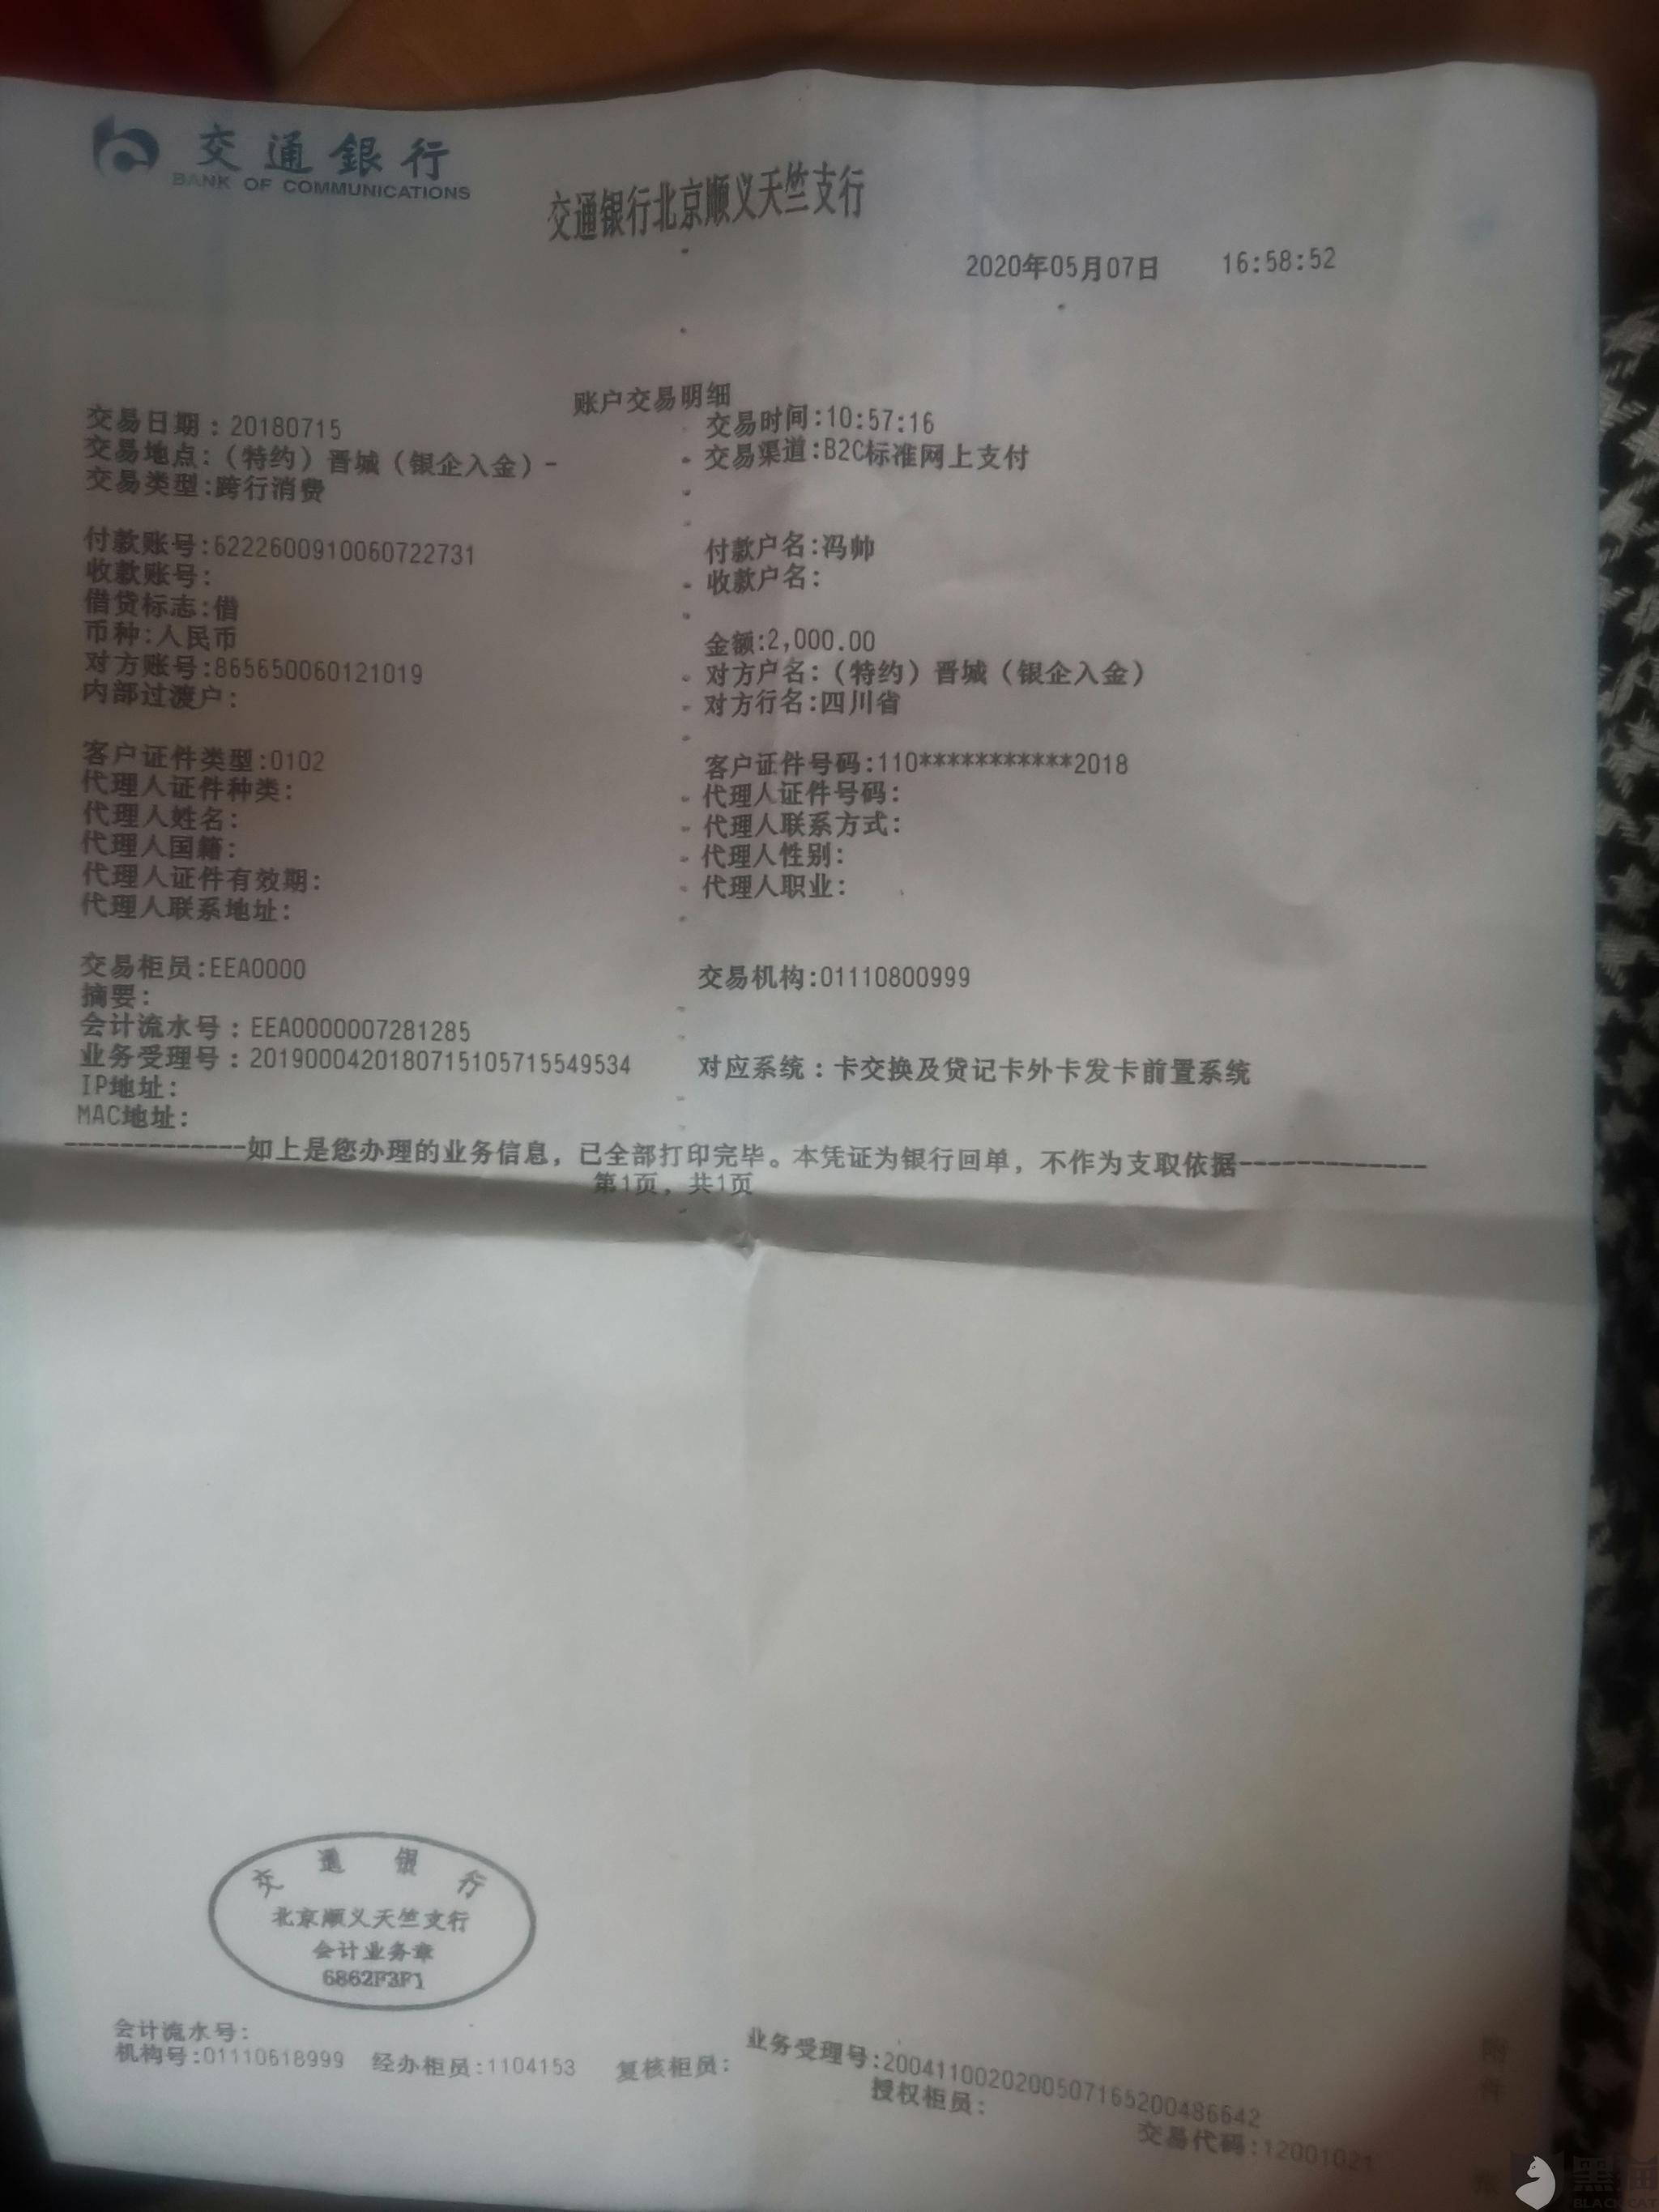 交通銀行
BANK OF COMMUNICATIONS
交通银行北京顺义天竺支行
2020年05月07日 16:58:52
账户交易明细
交易日期：20180715 交易时间:10:57:16
交易地点:（特约）晋城（银企入金）- 交易渠道:B2C标准网上支付
交易类型:跨行消费
付款账号:6222600910060722731 付款户名:冯帅
收款账号: 收款户名:
借贷标志:借
币种:人民币 金额:2,000.00
对方账号:865650060121019 对方户名:（特约）晋城（银企入金）
内部过渡户: 对方行名:四川省
客户证件类型:0102 客户证件号码:110***********2018
代理人证件种类: 代理人证件号码:
代理人姓名: 代理人联系方式:
代理人国籍: 代理人性别:
代理人证件有效期: 代理人职业:
代理人联系地址:
交易柜员:EEA0000 交易机构:01110800999
摘要:
会计流水号：EEA0000007281285
业务受理号：20190004201807151057155​49534 对应系统：卡交换及贷记卡外卡发卡前置系统
IP地址:
MAC地址:
-------------如上是您办理的业务信息，已全部打印完毕。本凭证为银行回单，不作为支取依据-------------
第1页，共1页
交通银行
北京顺义天竺支行
会计业务章
6862F3F1
会计流水号: 业务受理号:20041100202005071652004​86642
机构号:01110618999 经办柜员:1104153 复核柜员: 授权柜员:
交易代码:12001021
附件
黑猫
BLACK CAT